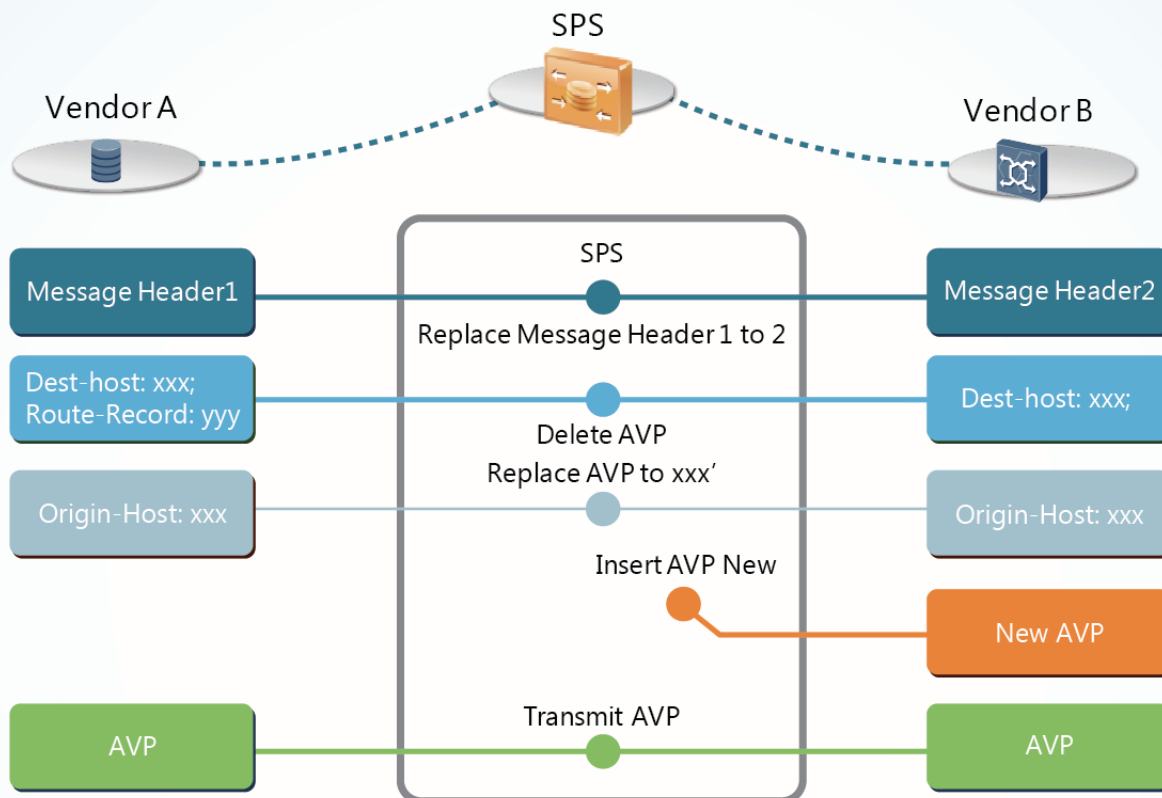 SPS
Vendor A
Vendor B
SPS
Message Header1
Message Header2
Replace Message Header 1 to 2
Dest-host: xxx;
Route-Record: yyy
Dest-host: xxx;
Delete AVP
Replace AVP to xxx′
Origin-Host: xxx
Origin-Host: xxx
Insert AVP New
New AVP
Transmit AVP
AVP
AVP